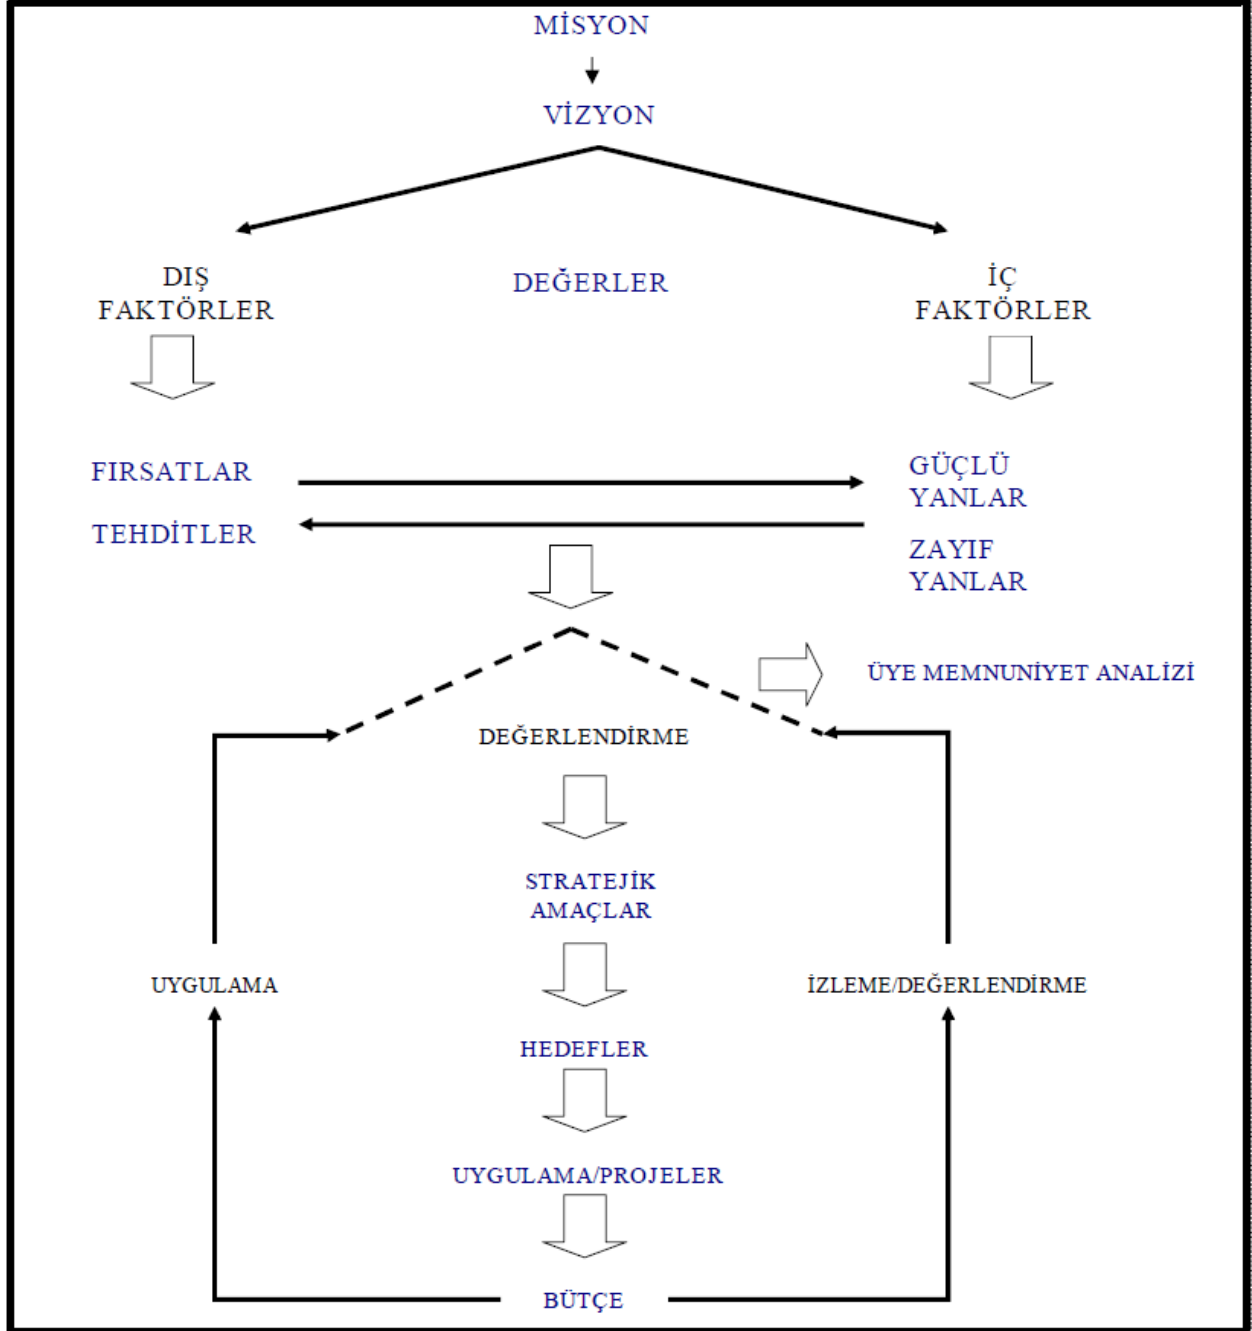 MİSYON
VİZYON
DIŞ
FAKTÖRLER
DEĞERLER
İÇ
FAKTÖRLER
FIRSATLAR
TEHDİTLER
GÜÇLÜ
YANLAR
ZAYIF
YANLAR
ÜYE MEMNUNİYET ANALİZİ
DEĞERLENDİRME
STRATEJİK
AMAÇLAR
UYGULAMA
İZLEME/DEĞERLENDİRME
HEDEFLER
UYGULAMA/PROJELER
BÜTÇE